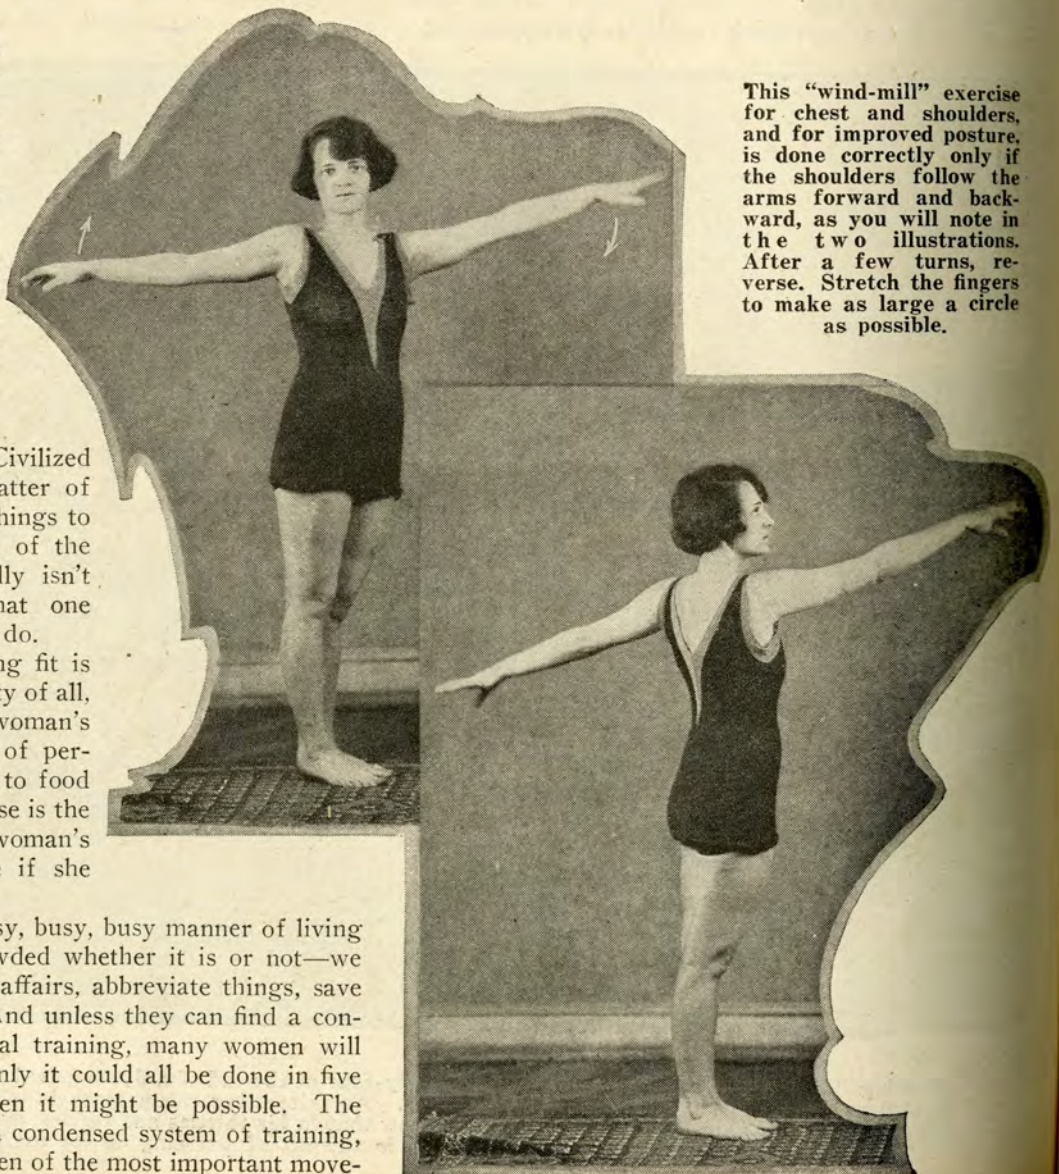 This “wind-mill” exercise
for chest and shoulders,
and for improved posture,
is done correctly only if
the shoulders follow the
arms forward and back-
ward, as you will note in
the two illustrations.
After a few turns, re-
verse. Stretch the fingers
to make as large a circle
as possible.
Civilized
atter of
hings to
of the
lly isn't
hat one
do.
ng fit is
ty of all,
woman's
of per-
to food
se is the
woman's
if she
sy, busy, busy manner of living
wded whether it is or not—we
affairs, abbreviate things, save
nd unless they can find a con-
al training, many women will
nly it could all be done in five
en it might be possible. The
condensed system of training,
en of the most important move-